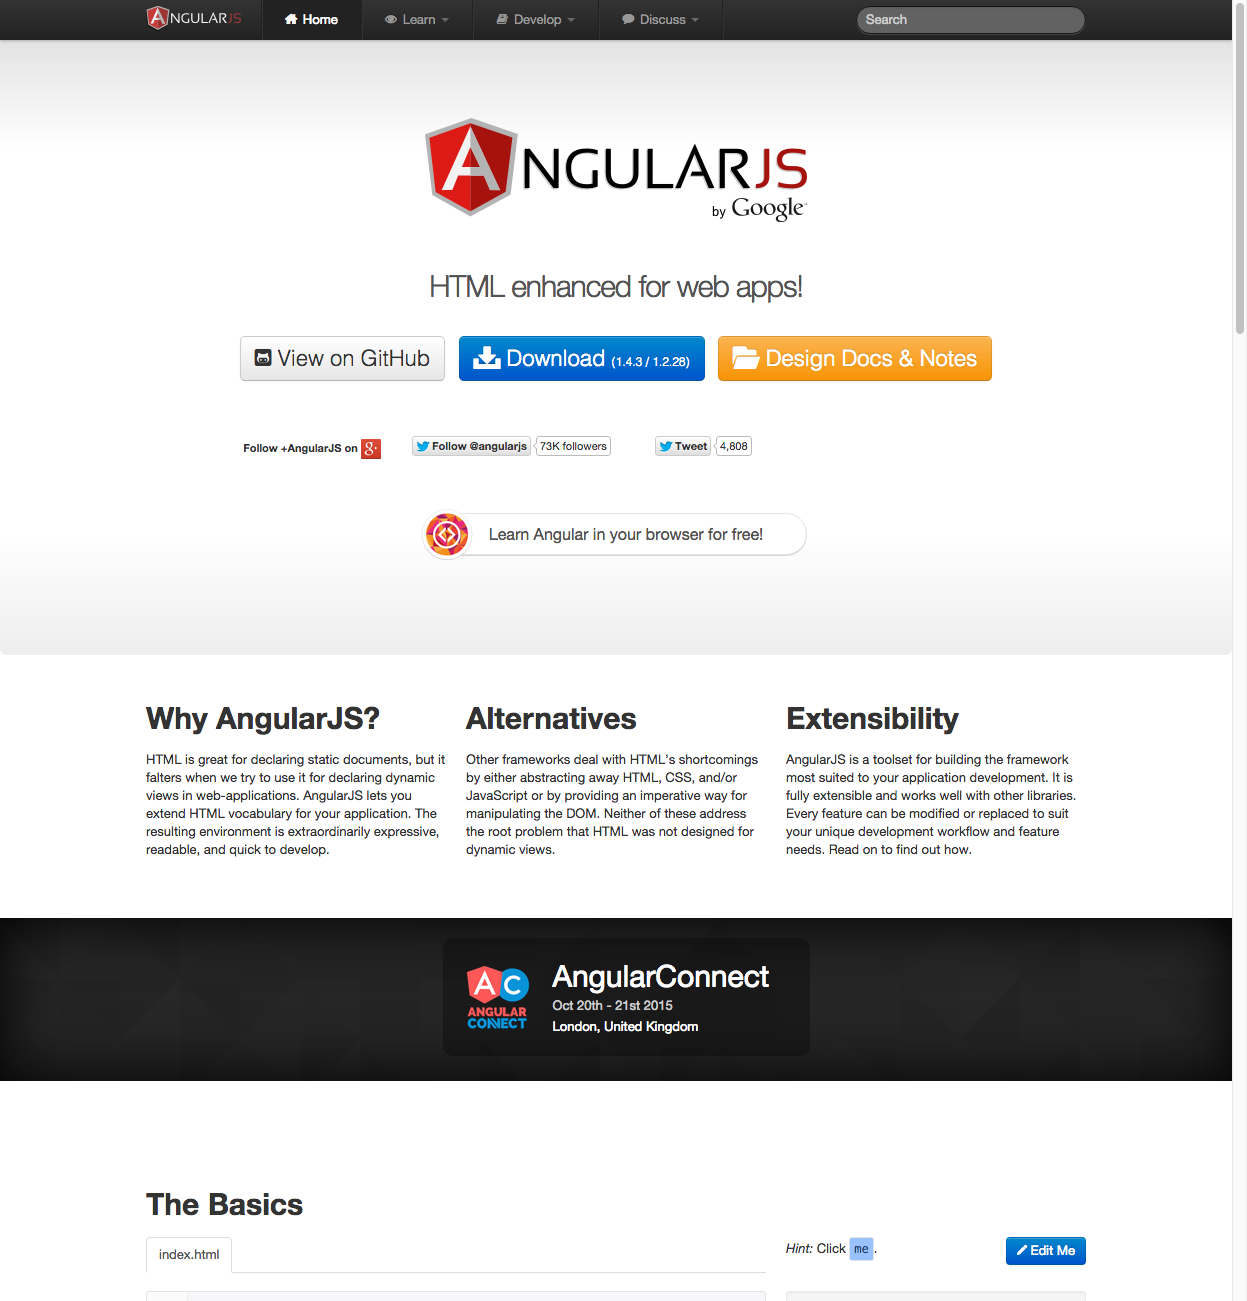 ANGULARJS
Home
Learn
Develop
Discuss
Search
ANGULARJS
by Google™
HTML enhanced for web apps!
View on GitHub
Download (1.4.3 / 1.2.28)
Design Docs & Notes
Follow +AngularJS on g+
Follow @angularjs
73K followers
Tweet
4,808
Learn Angular in your browser for free!
Why AngularJS?
HTML is great for declaring static documents, but it
falters when we try to use it for declaring dynamic
views in web-applications. AngularJS lets you
extend HTML vocabulary for your application. The
resulting environment is extraordinarily expressive,
readable, and quick to develop.
Alternatives
Other frameworks deal with HTML's shortcomings
by either abstracting away HTML, CSS, and/or
JavaScript or by providing an imperative way for
manipulating the DOM. Neither of these address
the root problem that HTML was not designed for
dynamic views.
Extensibility
AngularJS is a toolset for building the framework
most suited to your application development. It is
fully extensible and works well with other libraries.
Every feature can be modified or replaced to suit
your unique development workflow and feature
needs. Read on to find out how.
AC
ANGULAR
CONNECT
AngularConnect
Oct 20th - 21st 2015
London, United Kingdom
The Basics
index.html
Hint: Click me.
Edit Me